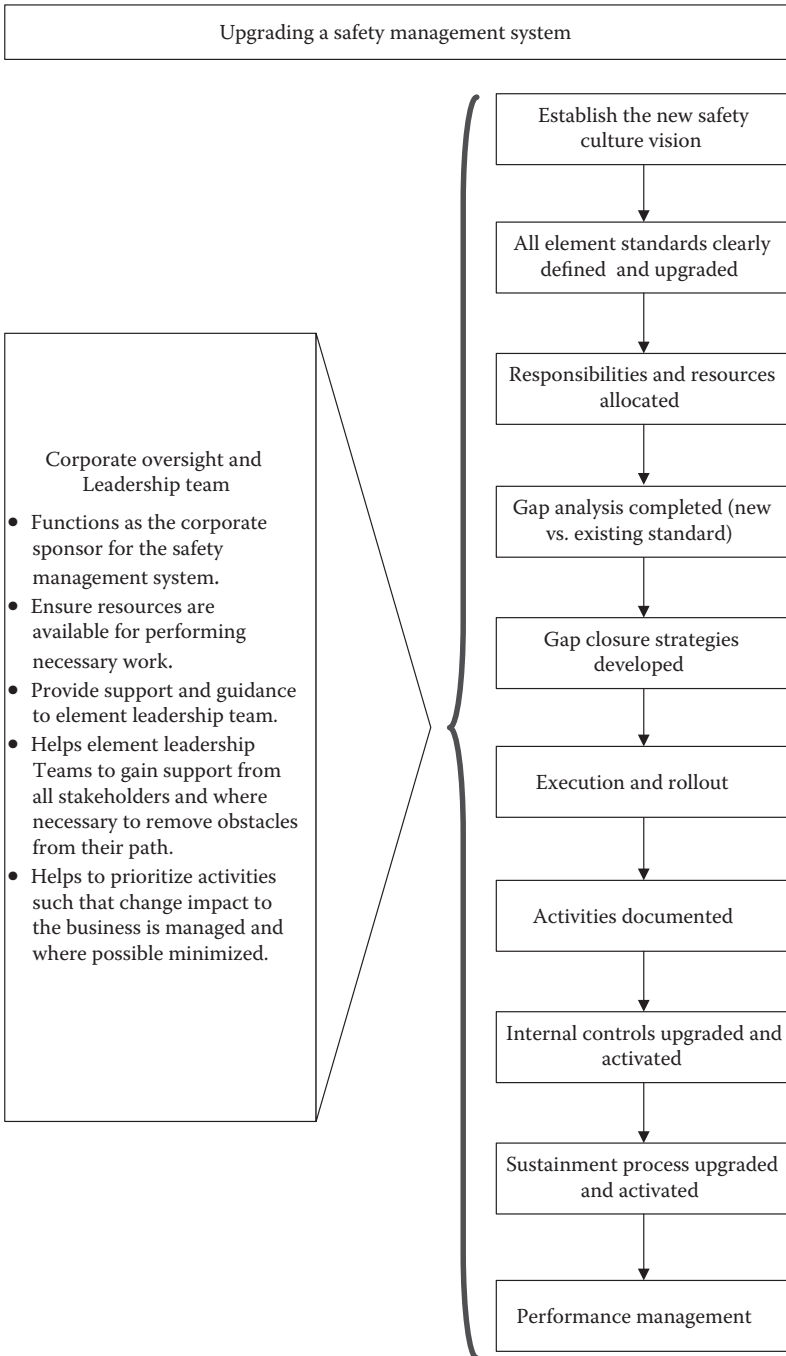 Upgrading a safety management system
Corporate oversight and
Leadership team
• Functions as the corporate
sponsor for the safety
management system.
• Ensure resources are
available for performing
necessary work.
• Provide support and guidance
to element leadership team.
• Helps element leadership
Teams to gain support from
all stakeholders and where
necessary to remove obstacles
from their path.
• Helps to prioritize activities
such that change impact to
the business is managed and
where possible minimized.
Establish the new safety
culture vision
All element standards clearly
defined and upgraded
Responsibilities and resources
allocated
Gap analysis completed (new
vs. existing standard)
Gap closure strategies
developed
Execution and rollout
Activities documented
Internal controls upgraded and
activated
Sustainment process upgraded
and activated
Performance management